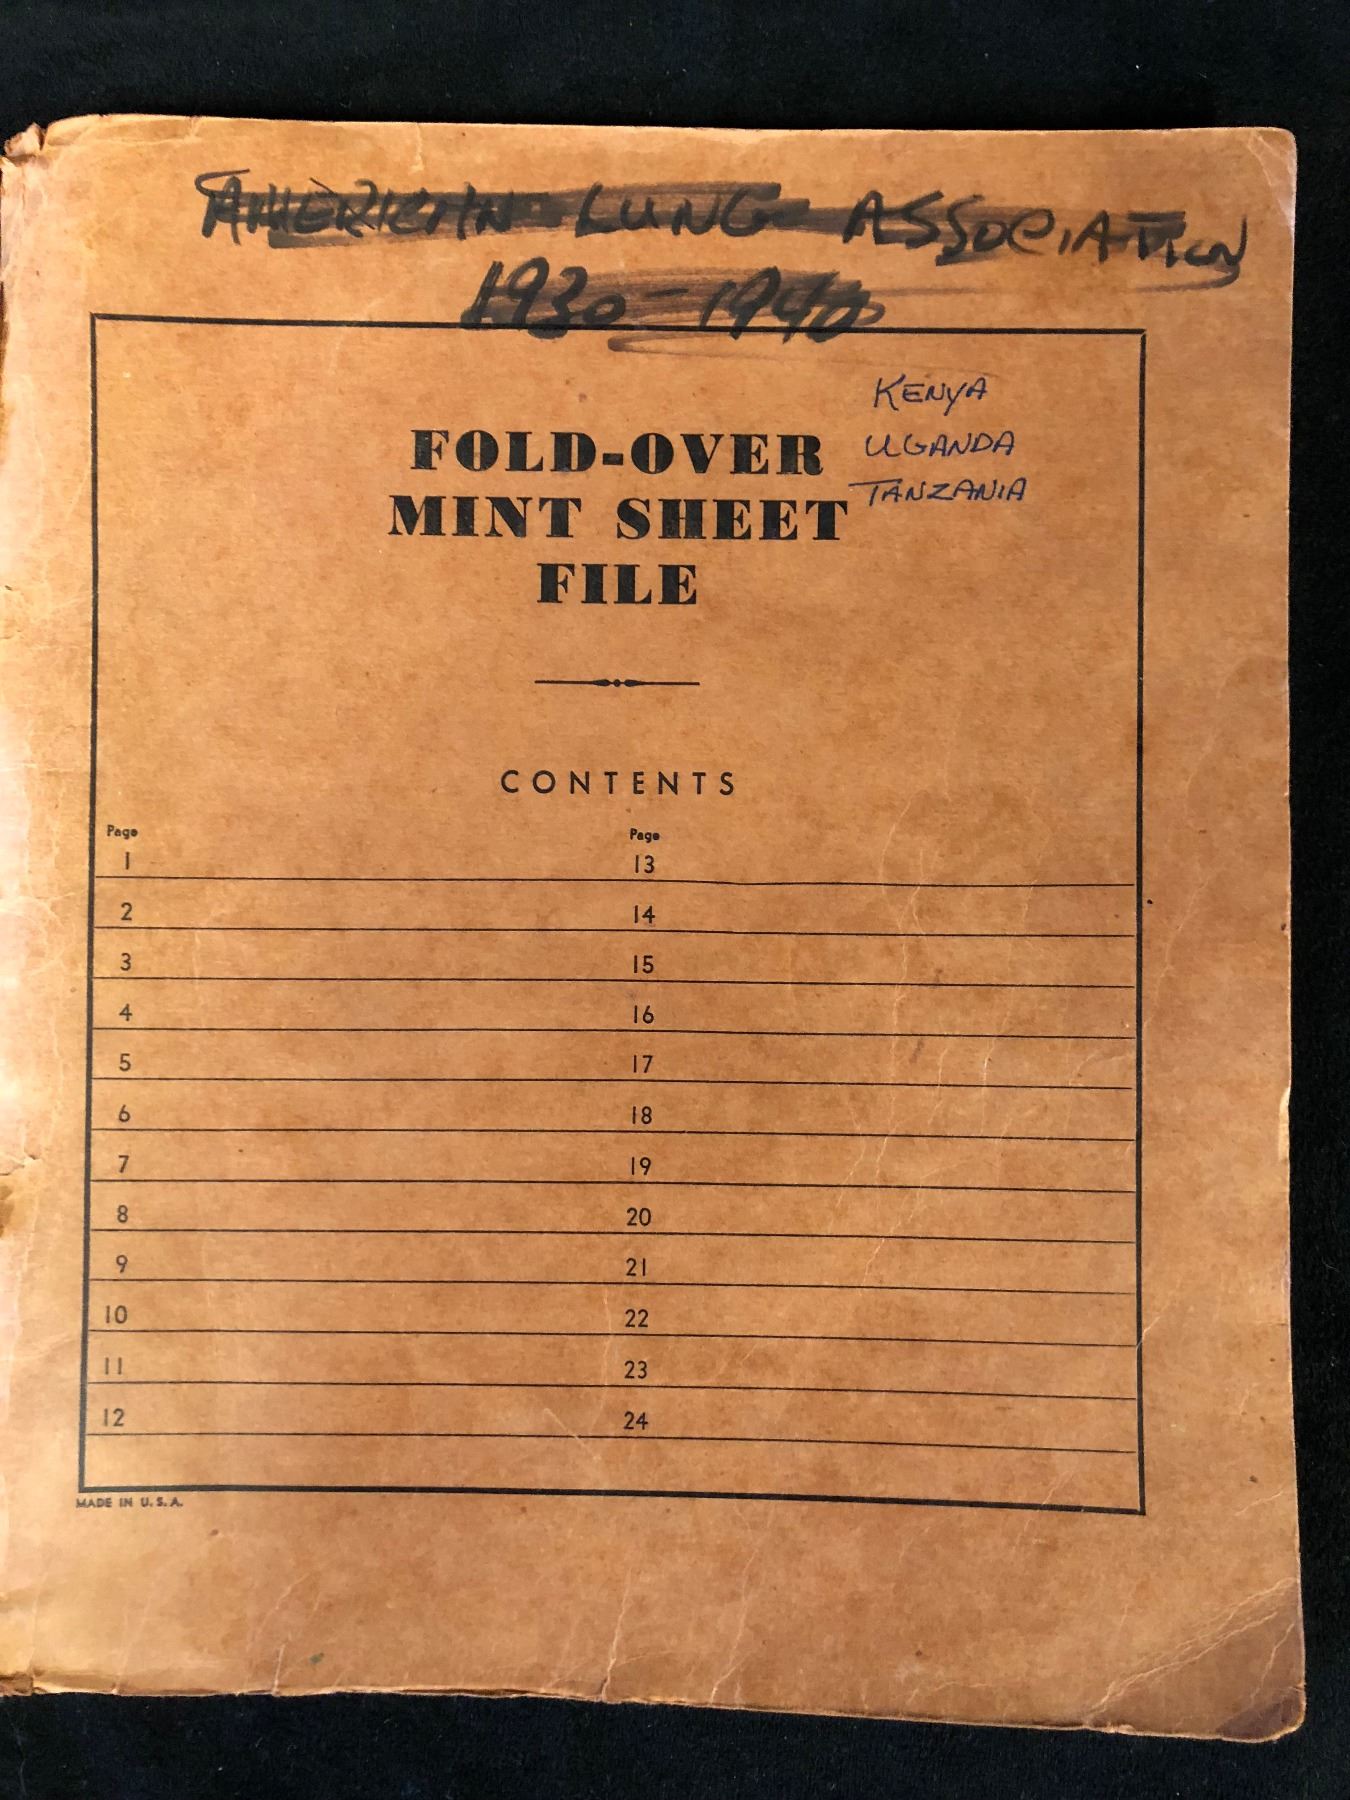 AMERICAN LUNG ASSOCIATION
1930-1940
KENYA
UGANDA
TANZANIA
FOLD-OVER
MINT SHEET
FILE
CONTENTS
Page Page
1 13
2 14
3 15
4 16
5 17
6 18
7 19
8 20
9 21
10 22
11 23
12 24
MADE IN U.S.A.